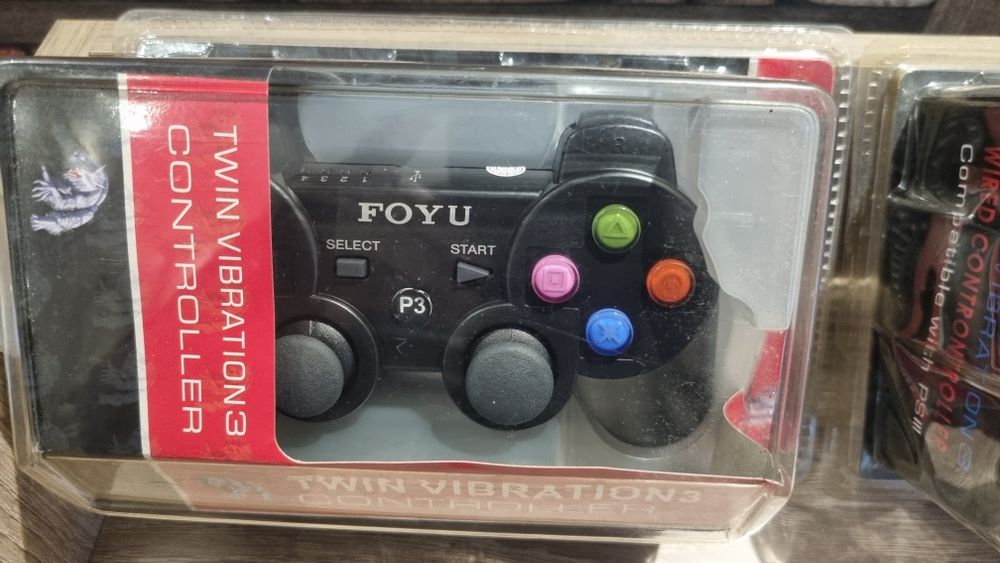 TWIN VIBRATION3
CONTROLLER
1 2 3 4
FOYU
SELECT
START
P3
TWIN VIBRATION3
CONTROLLER
WIRED CONTROLLER
Compatible with PSIII